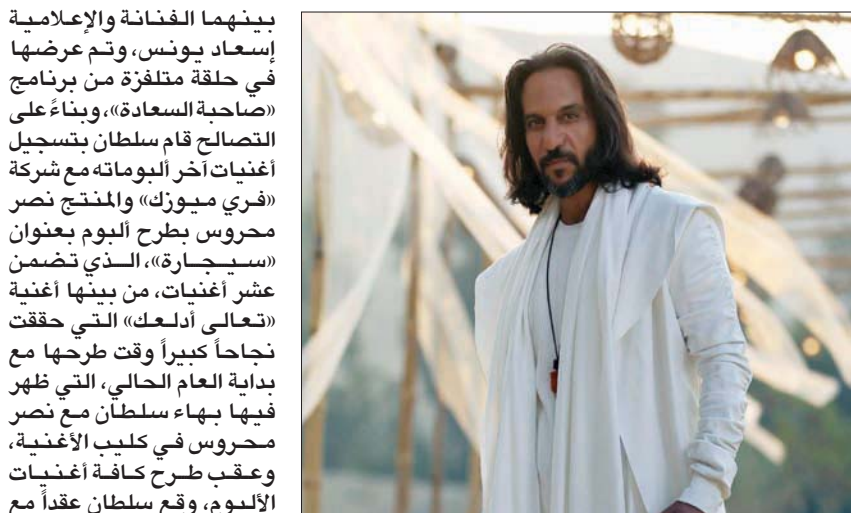 بينهما الفنانة والإعلامية
إسعاد يونس، وتم عرضها
في حلقة متلفزة من برنامج
«صاحبة السعادة»، وبناءً على
التصالح قام سلطان بتسجيل
أغنيات آخر ألبوماته مع شركة
«فري ميوزك» والمنتج نصر
محروس بطرح ألبوم بعنوان
«سيجارة»، الذي تضمن
عشر أغنيات، من بينها أغنية
«تعالى أدلعك» التي حققت
نجاحاً كبيراً وقت طرحها مع
بداية العام الحالي، التي ظهر
فيها بهاء سلطان مع نصر
محروس في كليب الأغنية،
وعقب طرح كافة أغنيات
الألبوم، وقع سلطان عقداً مع